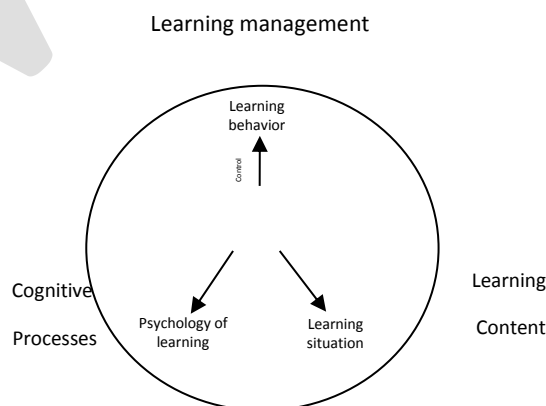 Learning management
Learning
behavior
Control
Cognitive
Processes
Psychology of
learning
Learning
situation
Learning
Content